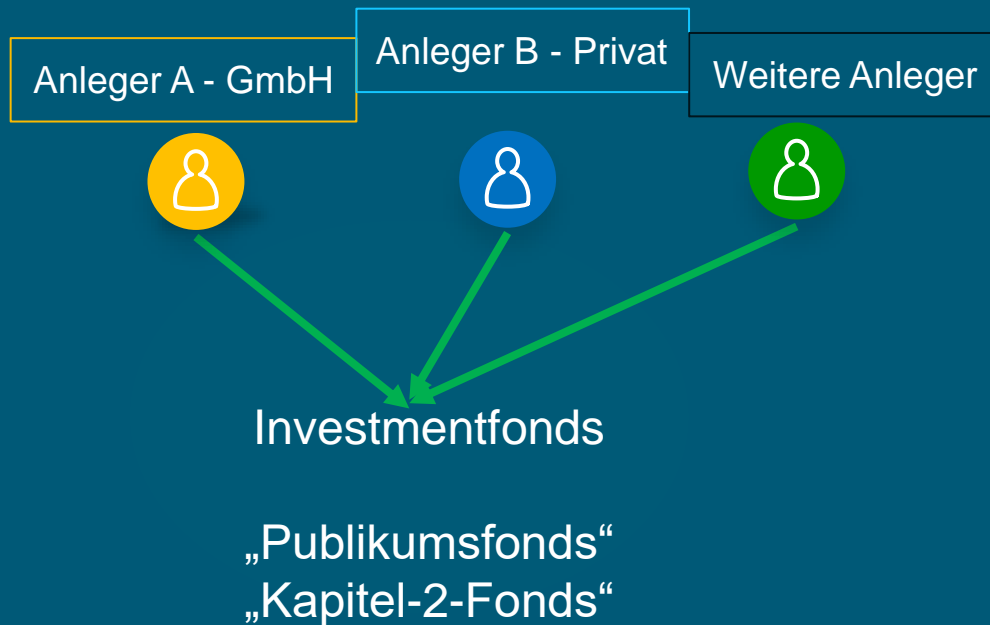 Anleger A - GmbH
Anleger B - Privat
Weitere Anleger
Investmentfonds
„Publikumsfonds“
„Kapitel-2-Fonds“